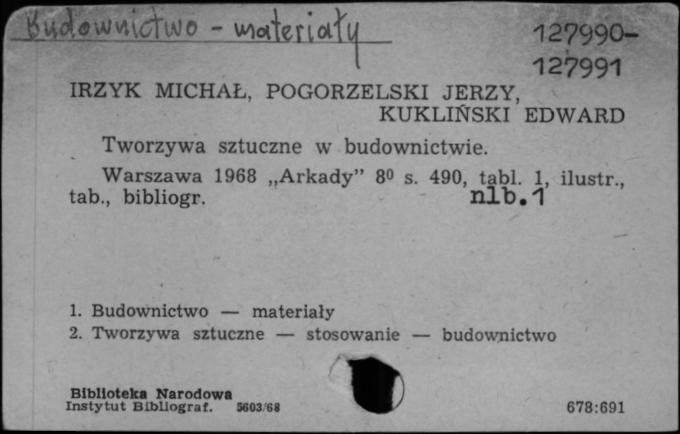 Budownictwo - materiały
127990-
127991
IRZYK MICHAŁ, POGORZELSKI JERZY,
KUKLIŃSKI EDWARD
Tworzywa sztuczne w budownictwie.
Warszawa 1968 „Arkady” 8⁰ s. 490, tabl. 1, ilustr.,
tab., bibliogr. nlb.1
1. Budownictwo — materiały
2. Tworzywa sztuczne — stosowanie — budownictwo
Biblioteka Narodowa
Instytut Bibliograf. 5603/68 678:691